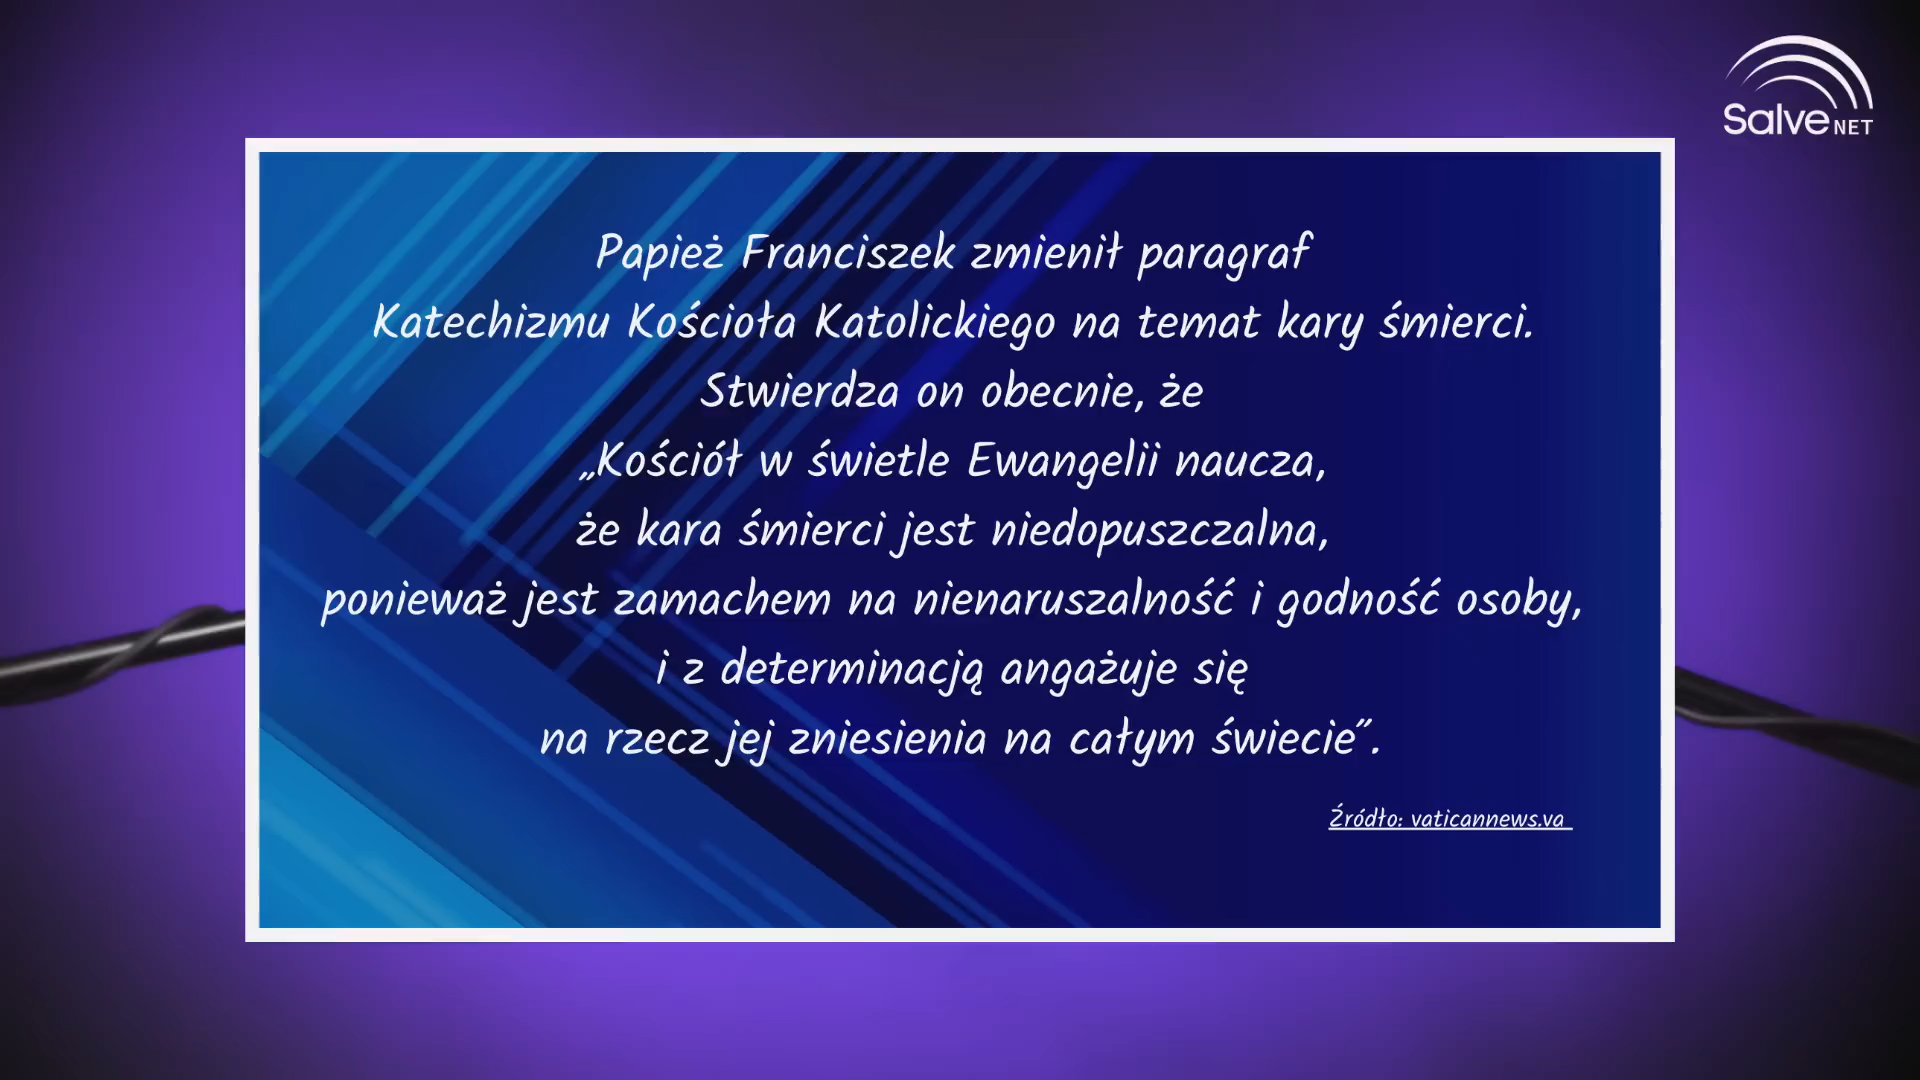 Salve NET
Papież Franciszek zmienił paragraf
Katechizmu Kościoła Katolickiego na temat kary śmierci.
Stwierdza on obecnie, że
„Kościół w świetle Ewangelii naucza,
że kara śmierci jest niedopuszczalna,
ponieważ jest zamachem na nienaruszalność i godność osoby,
i z determinacją angażuje się
na rzecz jej zniesienia na całym świecie”.
Źródło: vaticannews.va